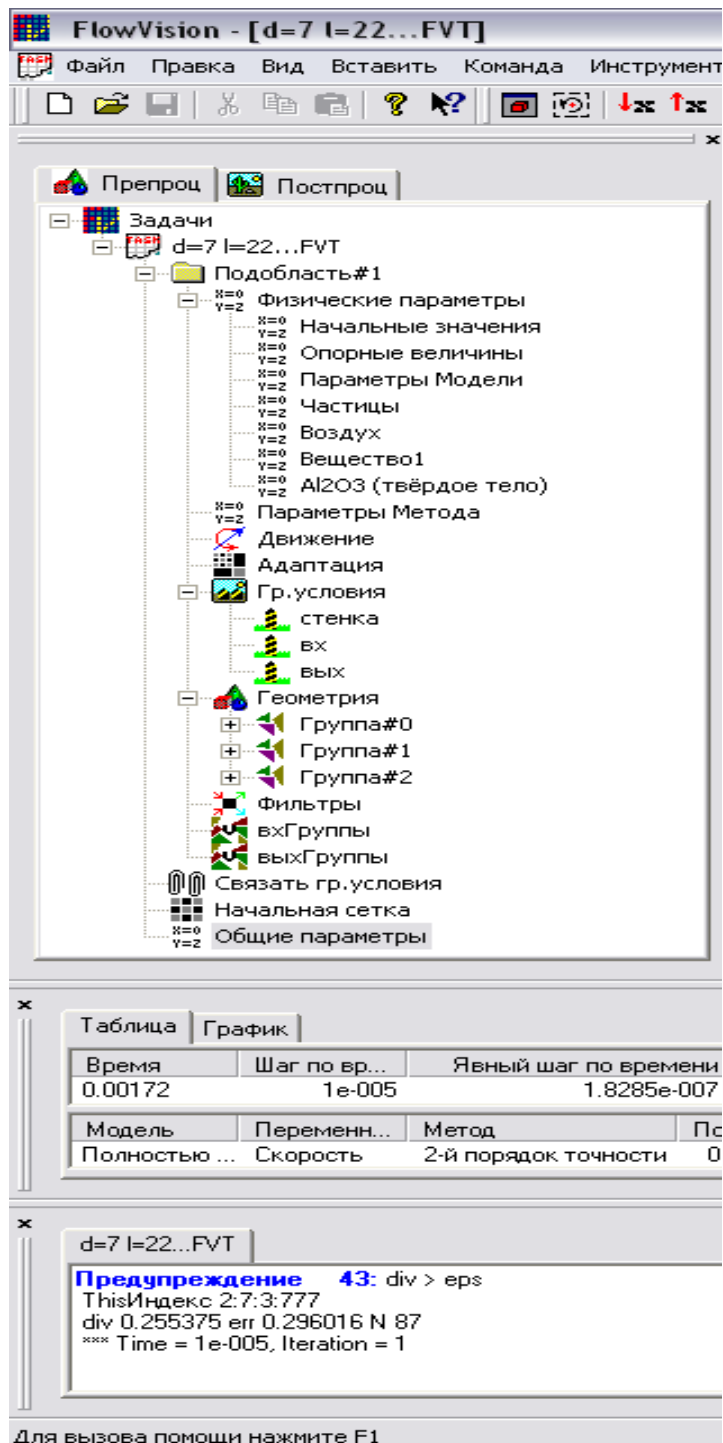 FlowVision - [d=7 l=22...FVT]
Файл Правка Вид Вставить Команда Инструмент
Препроц Постпроц
Задачи
d=7 l=22...FVT
Подобласть#1
Физические параметры
Начальные значения
Опорные величины
Параметры Модели
Частицы
Воздух
Вещество1
Al2O3 (твёрдое тело)
Параметры Метода
Движение
Адаптация
Гр.условия
стенка
вх
вых
Геометрия
Группа#0
Группа#1
Группа#2
Фильтры
вхГруппы
выхГруппы
Связать гр.условия
Начальная сетка
Общие параметры
Таблица График
Время Шаг по вр... Явный шаг по времени
0.00172 1e-005 1.8285e-007
Модель Переменн... Метод По
Полностью ... Скорость 2-й порядок точности 0
d=7 l=22...FVT
Предупреждение 43: div > eps
ThisИндекс 2:7:3:777
div 0.255375 err 0.296016 N 87
*** Time = 1e-005, Iteration = 1
Для вызова помощи нажмите F1